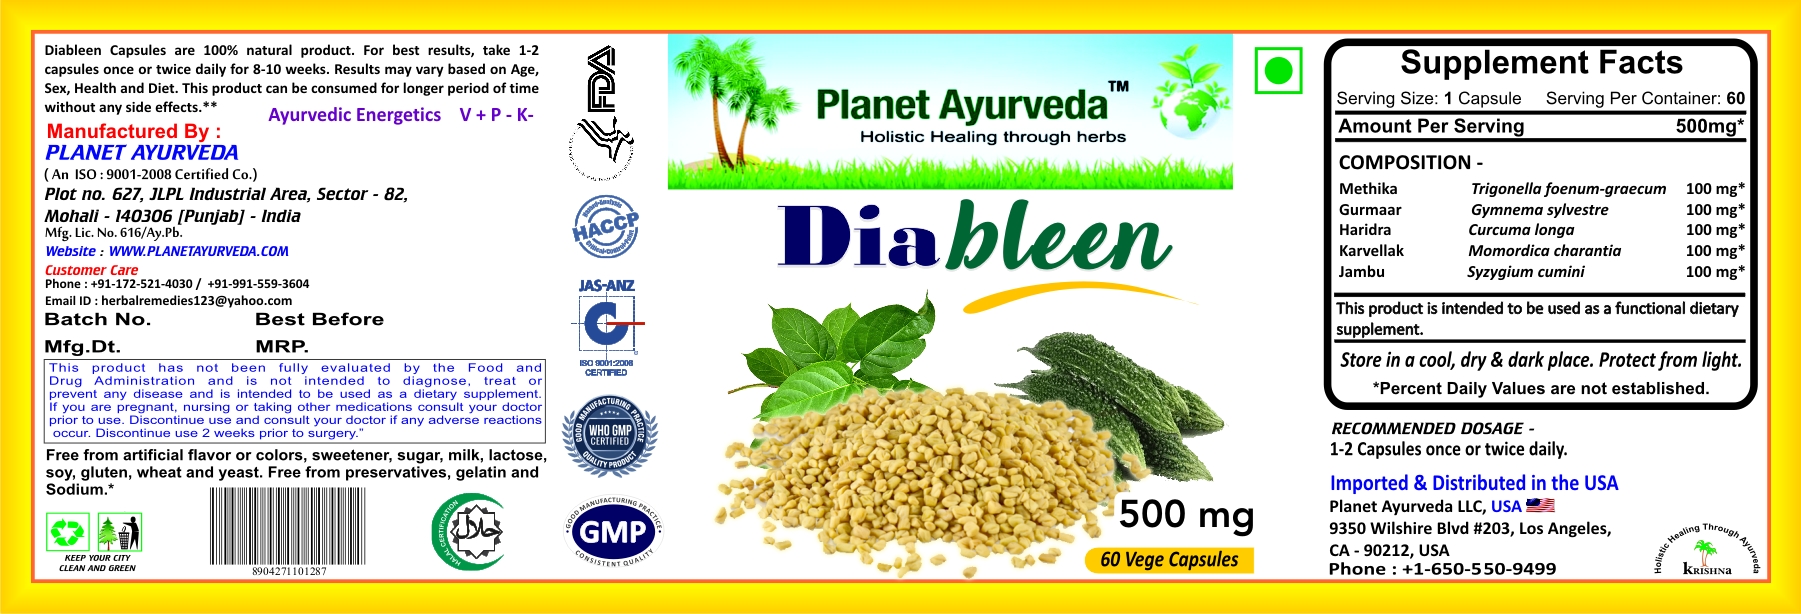 Diableen Capsules are 100% natural product. For best results, take 1-2
capsules once or twice daily for 8-10 weeks. Results may vary based on Age,
Sex, Health and Diet. This product can be consumed for longer period of time
without any side effects.**
Ayurvedic Energetics V + P - K-
Manufactured By :
PLANET AYURVEDA
( An ISO : 9001-2008 Certified Co.)
Plot no. 627, JLPL Industrial Area, Sector - 82,
Mohali - 140306 [Punjab] - India
Mfg. Lic. No. 616/Ay.Pb.
Website : WWW.PLANETAYURVEDA.COM
Customer Care
Phone : +91-172-521-4030 / +91-991-559-3604
Email ID : herbalremedies123@yahoo.com
Batch No. Best Before
Mfg.Dt. MRP.
This product has not been fully evaluated by the Food and
Drug Administration and is not intended to diagnose, treat or
prevent any disease and is intended to be used as a dietary supplement.
If you are pregnant, nursing or taking other medications consult your doctor
prior to use. Discontinue use and consult your doctor if any adverse reactions
occur. Discontinue use 2 weeks prior to surgery."
Free from artificial flavor or colors, sweetener, sugar, milk, lactose,
soy, gluten, wheat and yeast. Free from preservatives, gelatin and
Sodium.*
KEEP YOUR CITY
CLEAN AND GREEN
8904271101287
HALAL CERTIFICATION
حلال
FDA
HACCP
JAS-ANZ
C
ISO 9001:2008
CERTIFIED
GOOD MANUFACTURING PRACTICE
WHO GMP
CERTIFIED
QUALITY PRODUCT
GOOD MANUFACTURING PRACTICE
GMP
CONSISTENT QUALITY
Planet Ayurveda™
Holistic Healing through herbs
Diableen
500 mg
60 Vege Capsules
Supplement Facts
Serving Size: 1 Capsule Serving Per Container: 60
Amount Per Serving 500mg*
COMPOSITION -
Methika Trigonella foenum-graecum 100 mg*
Gurmaar Gymnema sylvestre 100 mg*
Haridra Curcuma longa 100 mg*
Karvellak Momordica charantia 100 mg*
Jambu Syzygium cumini 100 mg*
This product is intended to be used as a functional dietary
supplement.
Store in a cool, dry & dark place. Protect from light.
*Percent Daily Values are not established.
RECOMMENDED DOSAGE -
1-2 Capsules once or twice daily.
Imported & Distributed in the USA
Planet Ayurveda LLC, USA
9350 Wilshire Blvd #203, Los Angeles,
CA - 90212, USA
Phone : +1-650-550-9499
Holistic Healing Through Ayurveda
KRISHNa